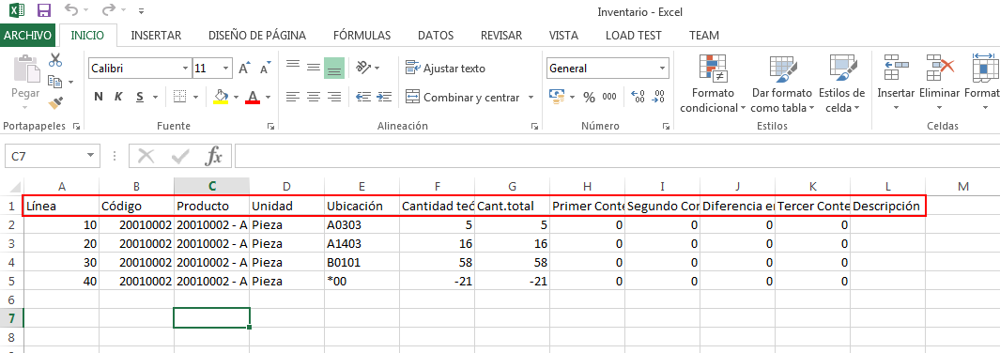 Inventario - Excel
ARCHIVO INICIO INSERTAR DISEÑO DE PÁGINA FÓRMULAS DATOS REVISAR VISTA LOAD TEST TEAM
Pegar
Calibri 11
N K S
A A
A
Ajustar texto
Combinar y centrar
General
% 000
Formato condicional
Dar formato como tabla
Estilos de celda
Insertar Eliminar Format
Portapapeles Fuente Alineación Número Estilos Celdas
C7 fx
A B C D E F G H I J K L M
1 Línea Código Producto Unidad Ubicación Cantidad teó Cant.total Primer Conte Segundo Cor Diferencia er Tercer Conte Descripción
2 10 20010002 20010002 - A Pieza A0303 5 5 0 0 0 0
3 20 20010002 20010002 - A Pieza A1403 16 16 0 0 0 0
4 30 20010002 20010002 - A Pieza B0101 58 58 0 0 0 0
5 40 20010002 20010002 - A Pieza *00 -21 -21 0 0 0 0
6
7
8